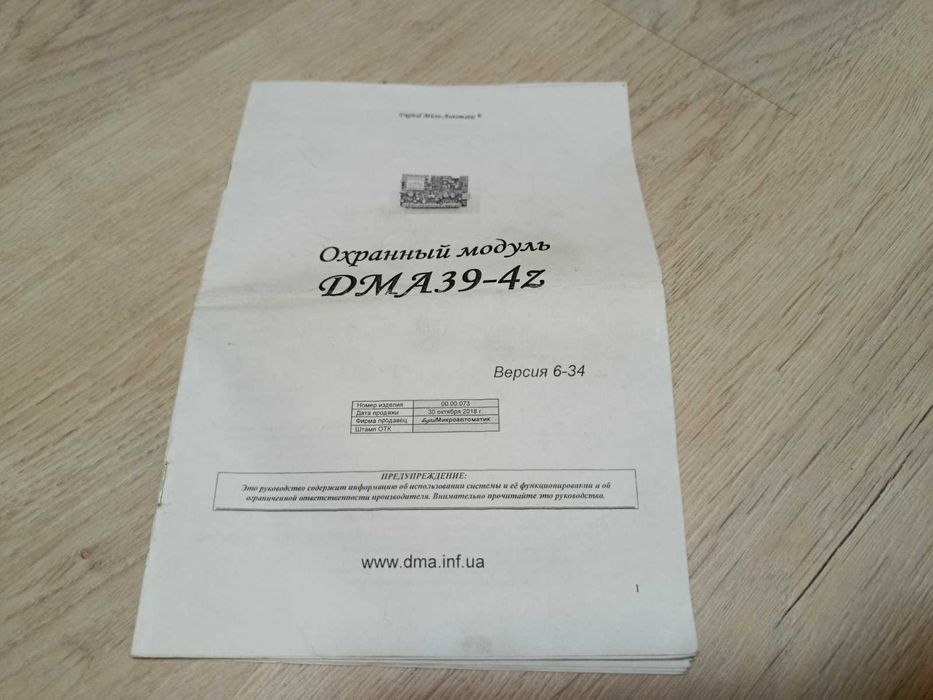 Digital Micro Automatic ®
Охранный модуль
DMA39-4z
Версия 6-34
Номер изделия 00.00.073
Дата продажи 30 октября 2018 г.
Фирма продавец digitalМикроавтоматик
Штамп ОТК
ПРЕДУПРЕЖДЕНИЕ:
Это руководство содержит информацию об использовании системы и её функционировании и об
ограниченной ответственности производителя. Внимательно прочитайте это руководство.
www.dma.inf.ua
1